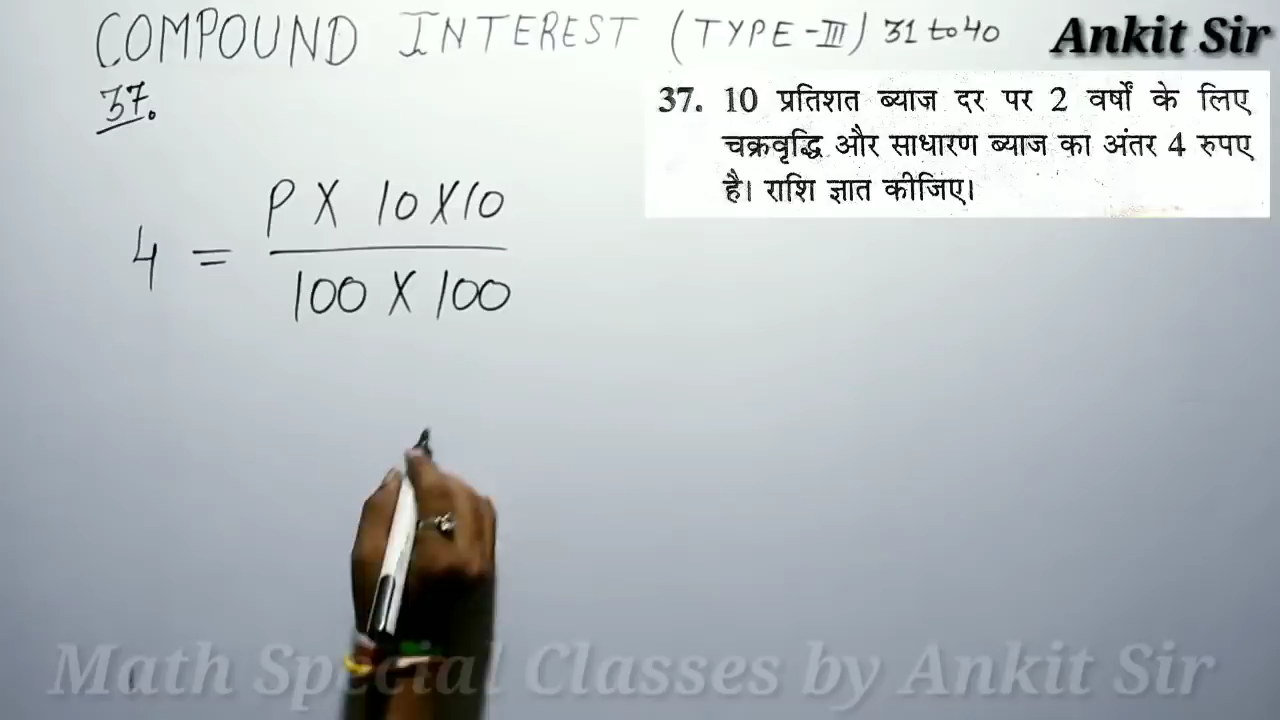 COMPOUND INTEREST (TYPE-III) 31 to 40
Ankit Sir
37.
37. 10 प्रतिशत ब्याज दर पर 2 वर्षों के लिए
चक्रवृद्धि और साधारण ब्याज का अंतर 4 रुपए
है। राशि ज्ञात कीजिए।
P X 10 X 10
4 =
100 X 100
Math Special Classes by Ankit Sir